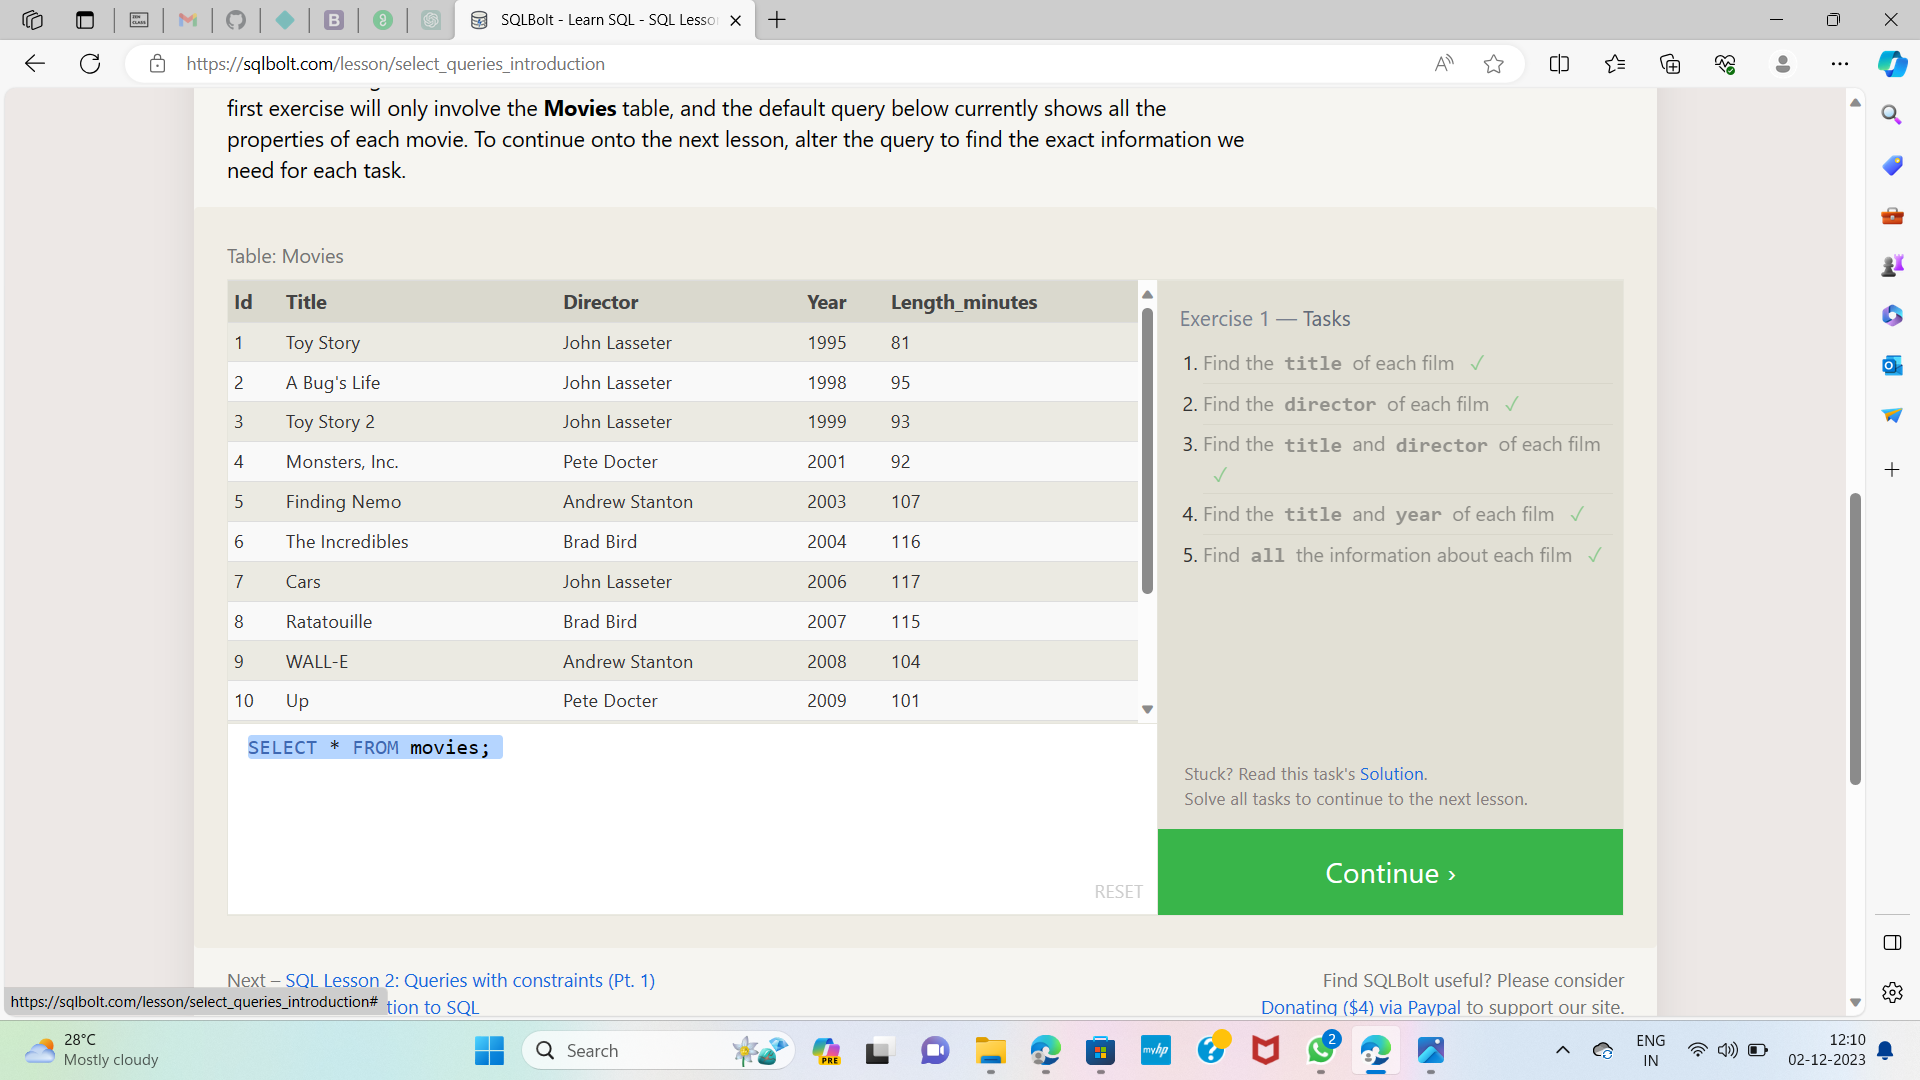 SQLBolt - Learn SQL - SQL Lesso
https://sqlbolt.com/lesson/select_queries_introduction
first exercise will only involve the Movies table, and the default query below currently shows all the
properties of each movie. To continue onto the next lesson, alter the query to find the exact information we
need for each task.
Table: Movies
Id Title Director Year Length_minutes
1 Toy Story John Lasseter 1995 81
2 A Bug's Life John Lasseter 1998 95
3 Toy Story 2 John Lasseter 1999 93
4 Monsters, Inc. Pete Docter 2001 92
5 Finding Nemo Andrew Stanton 2003 107
6 The Incredibles Brad Bird 2004 116
7 Cars John Lasseter 2006 117
8 Ratatouille Brad Bird 2007 115
9 WALL-E Andrew Stanton 2008 104
10 Up Pete Docter 2009 101
SELECT * FROM movies;
RESET
Exercise 1 — Tasks
1. Find the title of each film ✓
2. Find the director of each film ✓
3. Find the title and director of each film
✓
4. Find the title and year of each film ✓
5. Find all the information about each film ✓
Stuck? Read this task's Solution.
Solve all tasks to continue to the next lesson.
Continue ›
Next – SQL Lesson 2: Queries with constraints (Pt. 1)
tion to SQL
Find SQLBolt useful? Please consider
Donating ($4) via Paypal to support our site.
https://sqlbolt.com/lesson/select_queries_introduction#
28°C
Mostly cloudy
Search
PRE
myhp
2
ENG
IN
12:10
02-12-2023